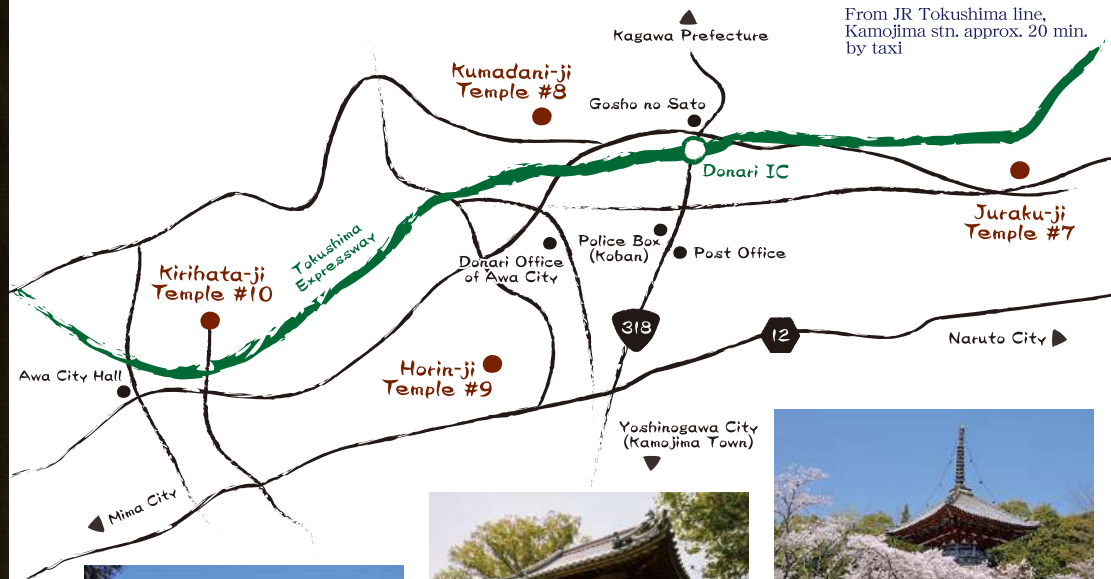 From JR Tokushima line,
Kamojima stn. approx. 20 min.
by taxi
Kagawa Prefecture
Kumadani-ji
Temple #8
Gosho no Sato
Donari IC
Juraku-ji
Temple #7
Tokushima
Expressway
Police Box
(Koban)
Post Office
Donari Office
of Awa City
Kirihata-ji
Temple #10
318
12
Naruto City
Awa City Hall
Horin-ji
Temple #9
Yoshinogawa City
(Kamojima Town)
Mima City